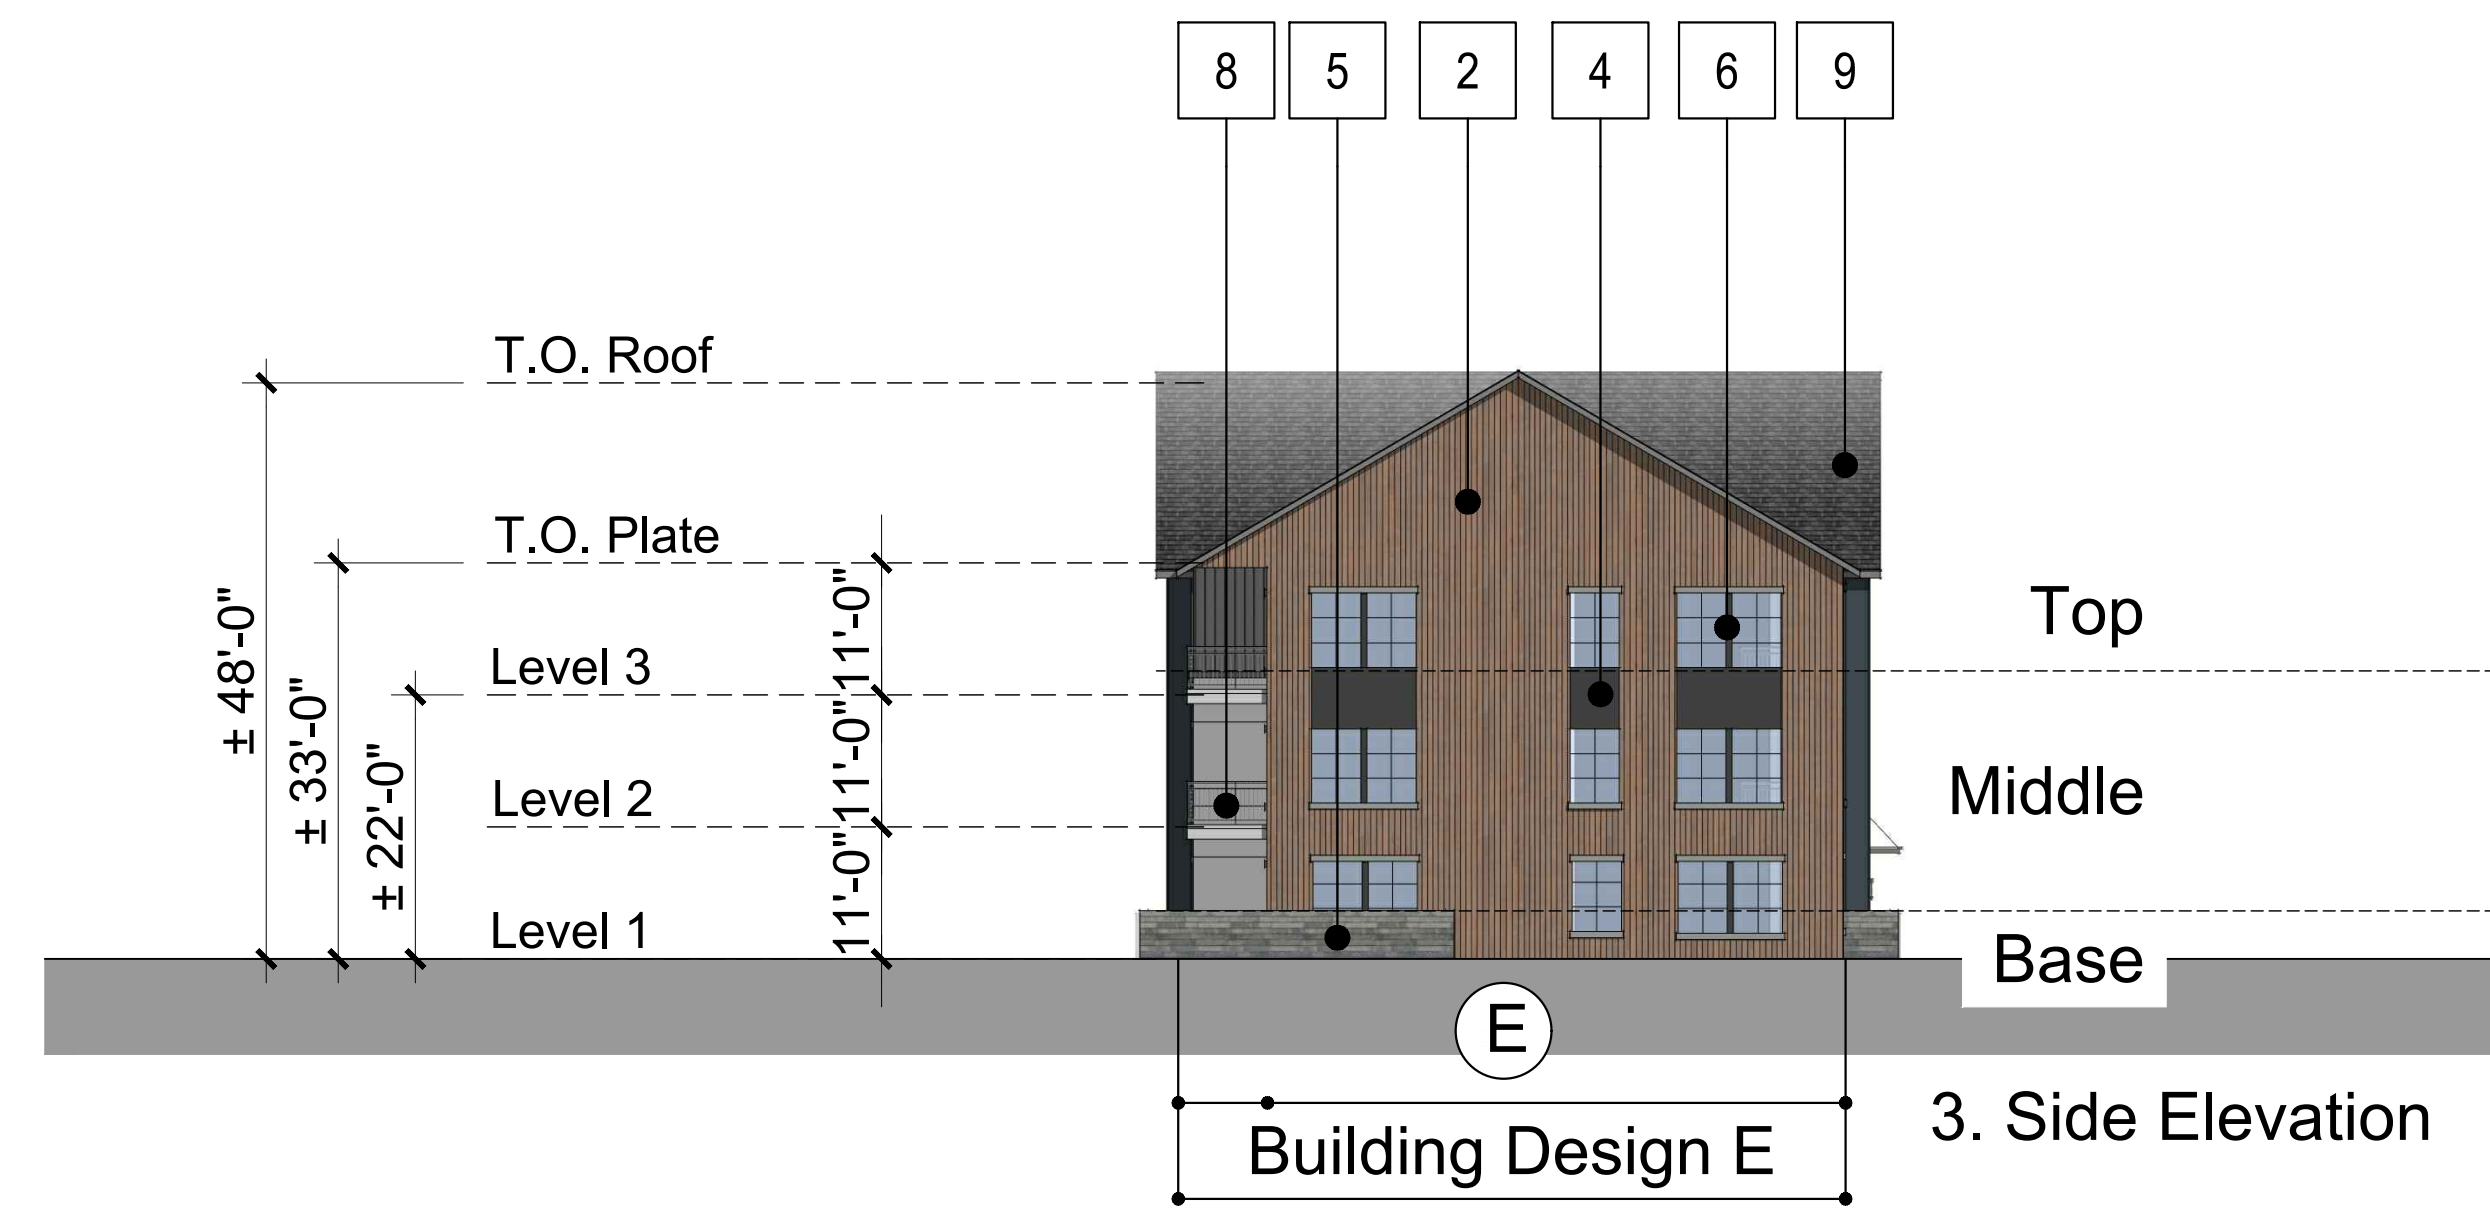 8 5 2 4 6 9
T.O. Roof
T.O. Plate
Level 3
Level 2
Level 1
± 48'-0"
± 33'-0"
± 22'-0"
11'-0"
11'-0"
11'-0"
Top
Middle
Base
E
Building Design E
3. Side Elevation